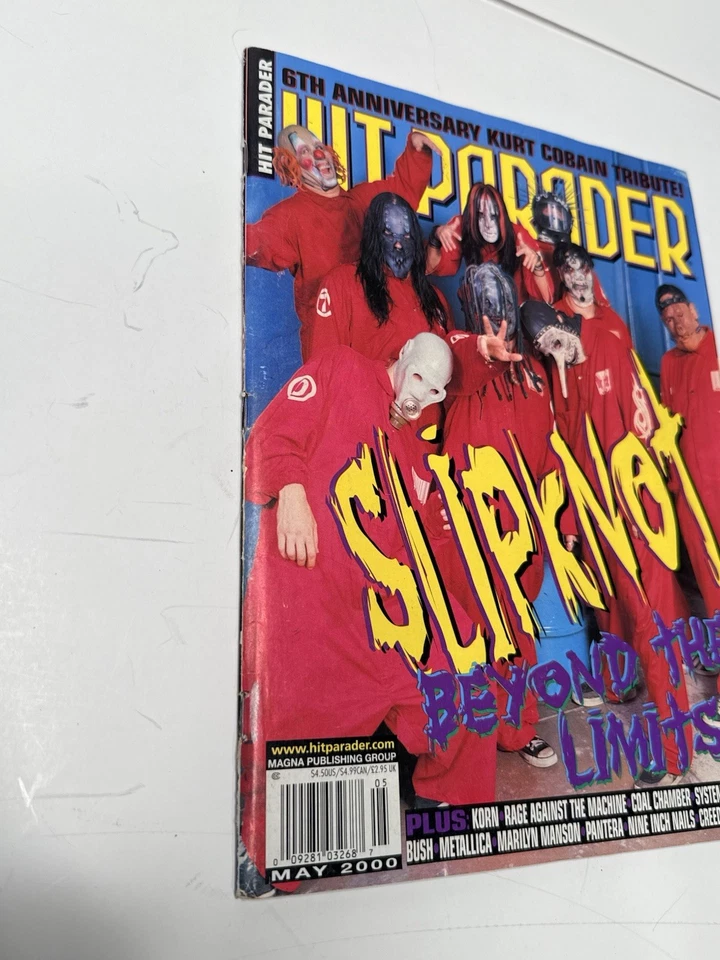 HIT PARADER
6TH ANNIVERSARY KURT COBAIN TRIBUTE!
HIT PARADER
SLIPKNOT
BEYOND THE
LIMITS
www.hitparader.com
MAGNA PUBLISHING GROUP
$4.50US/$4.99CAN/£2.95 UK
05
0 09281 03268 7
MAY 2000
PLUS: KORN • RAGE AGAINST THE MACHINE • COAL CHAMBER • SYSTEM
BUSH • METALLICA • MARILYN MANSON • PANTERA • NINE INCH NAILS • CREED